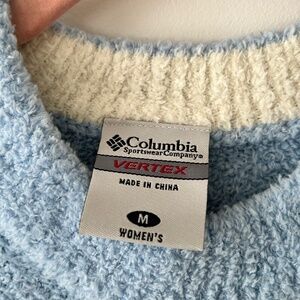 Columbia
Sportswear Company®
VERTEX
MADE IN CHINA
M
WOMEN'S